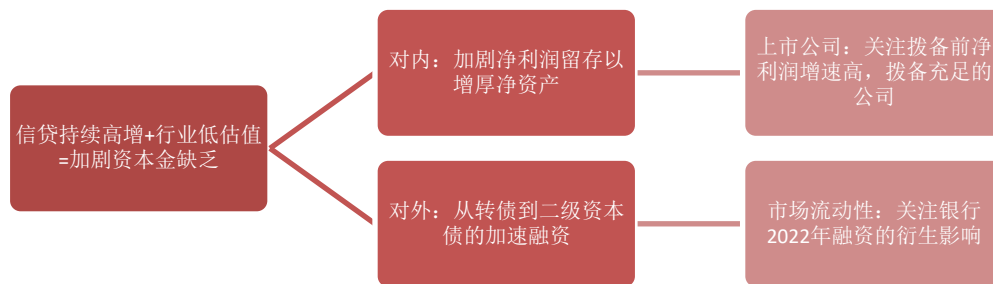 信贷持续高增+行业低估值
=加剧资本金缺乏
对内：加剧净利润留存以
增厚净资产
上市公司：关注拨备前净
利润增速高，拨备充足的
公司
对外：从转债到二级资本
债的加速融资
市场流动性：关注银行
2022年融资的衍生影响